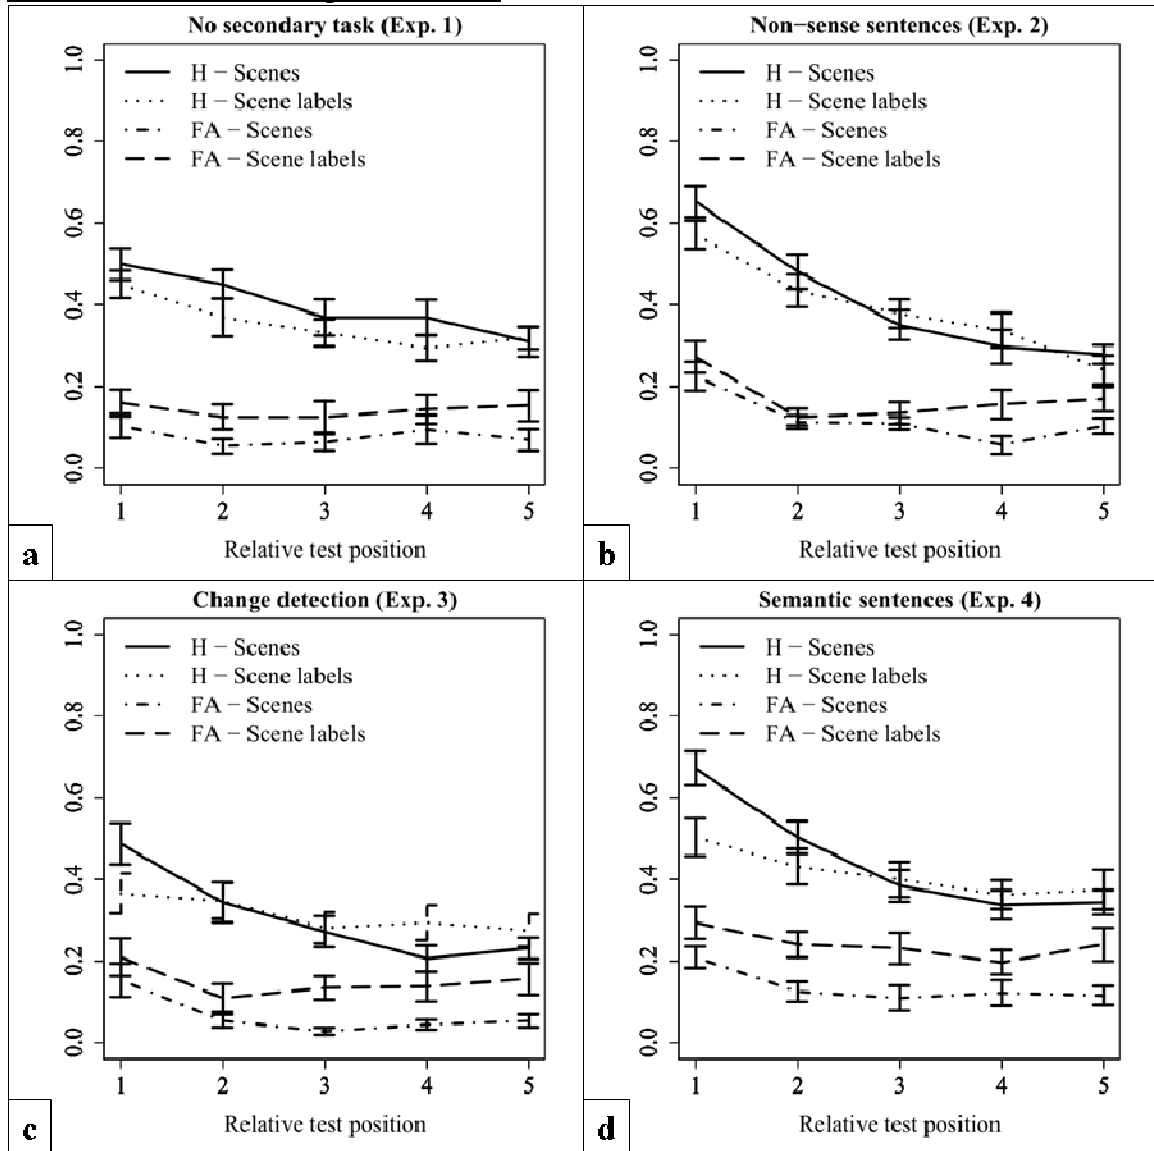 No secondary task (Exp. 1)
H − Scenes
H − Scene labels
FA − Scenes
FA − Scene labels
1.0
0.8
0.6
0.4
0.2
0.0
1 2 3 4 5
Relative test position
a
Non−sense sentences (Exp. 2)
H − Scenes
H − Scene labels
FA − Scenes
FA − Scene labels
1.0
0.8
0.6
0.4
0.2
0.0
1 2 3 4 5
Relative test position
b
Change detection (Exp. 3)
H − Scenes
H − Scene labels
FA − Scenes
FA − Scene labels
1.0
0.8
0.6
0.4
0.2
0.0
1 2 3 4 5
Relative test position
c
Semantic sentences (Exp. 4)
H − Scenes
H − Scene labels
FA − Scenes
FA − Scene labels
1.0
0.8
0.6
0.4
0.2
0.0
1 2 3 4 5
Relative test position
d